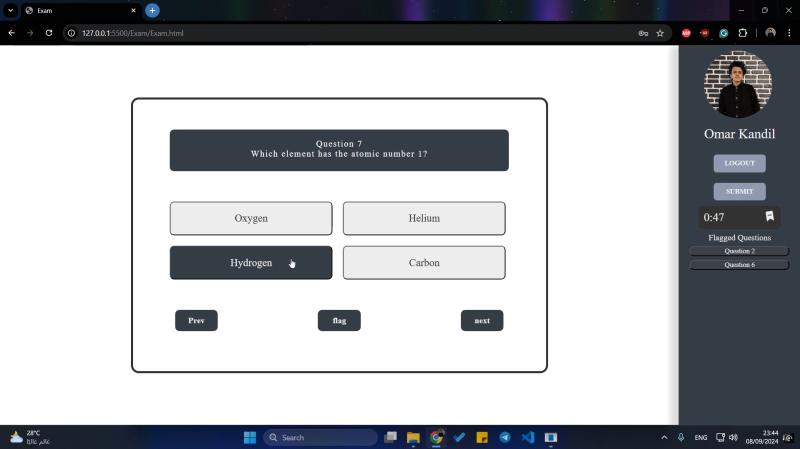 Exam
127.0.0.1:5500/Exam/Exam.html
Question 7
Which element has the atomic number 1?
Oxygen
Helium
Hydrogen
Carbon
Prev
flag
next
Omar Kandil
LOGOUT
SUBMIT
0:47
Flagged Questions
Question 2
Question 6
28°C
Search
ENG
23:44
08/09/2024